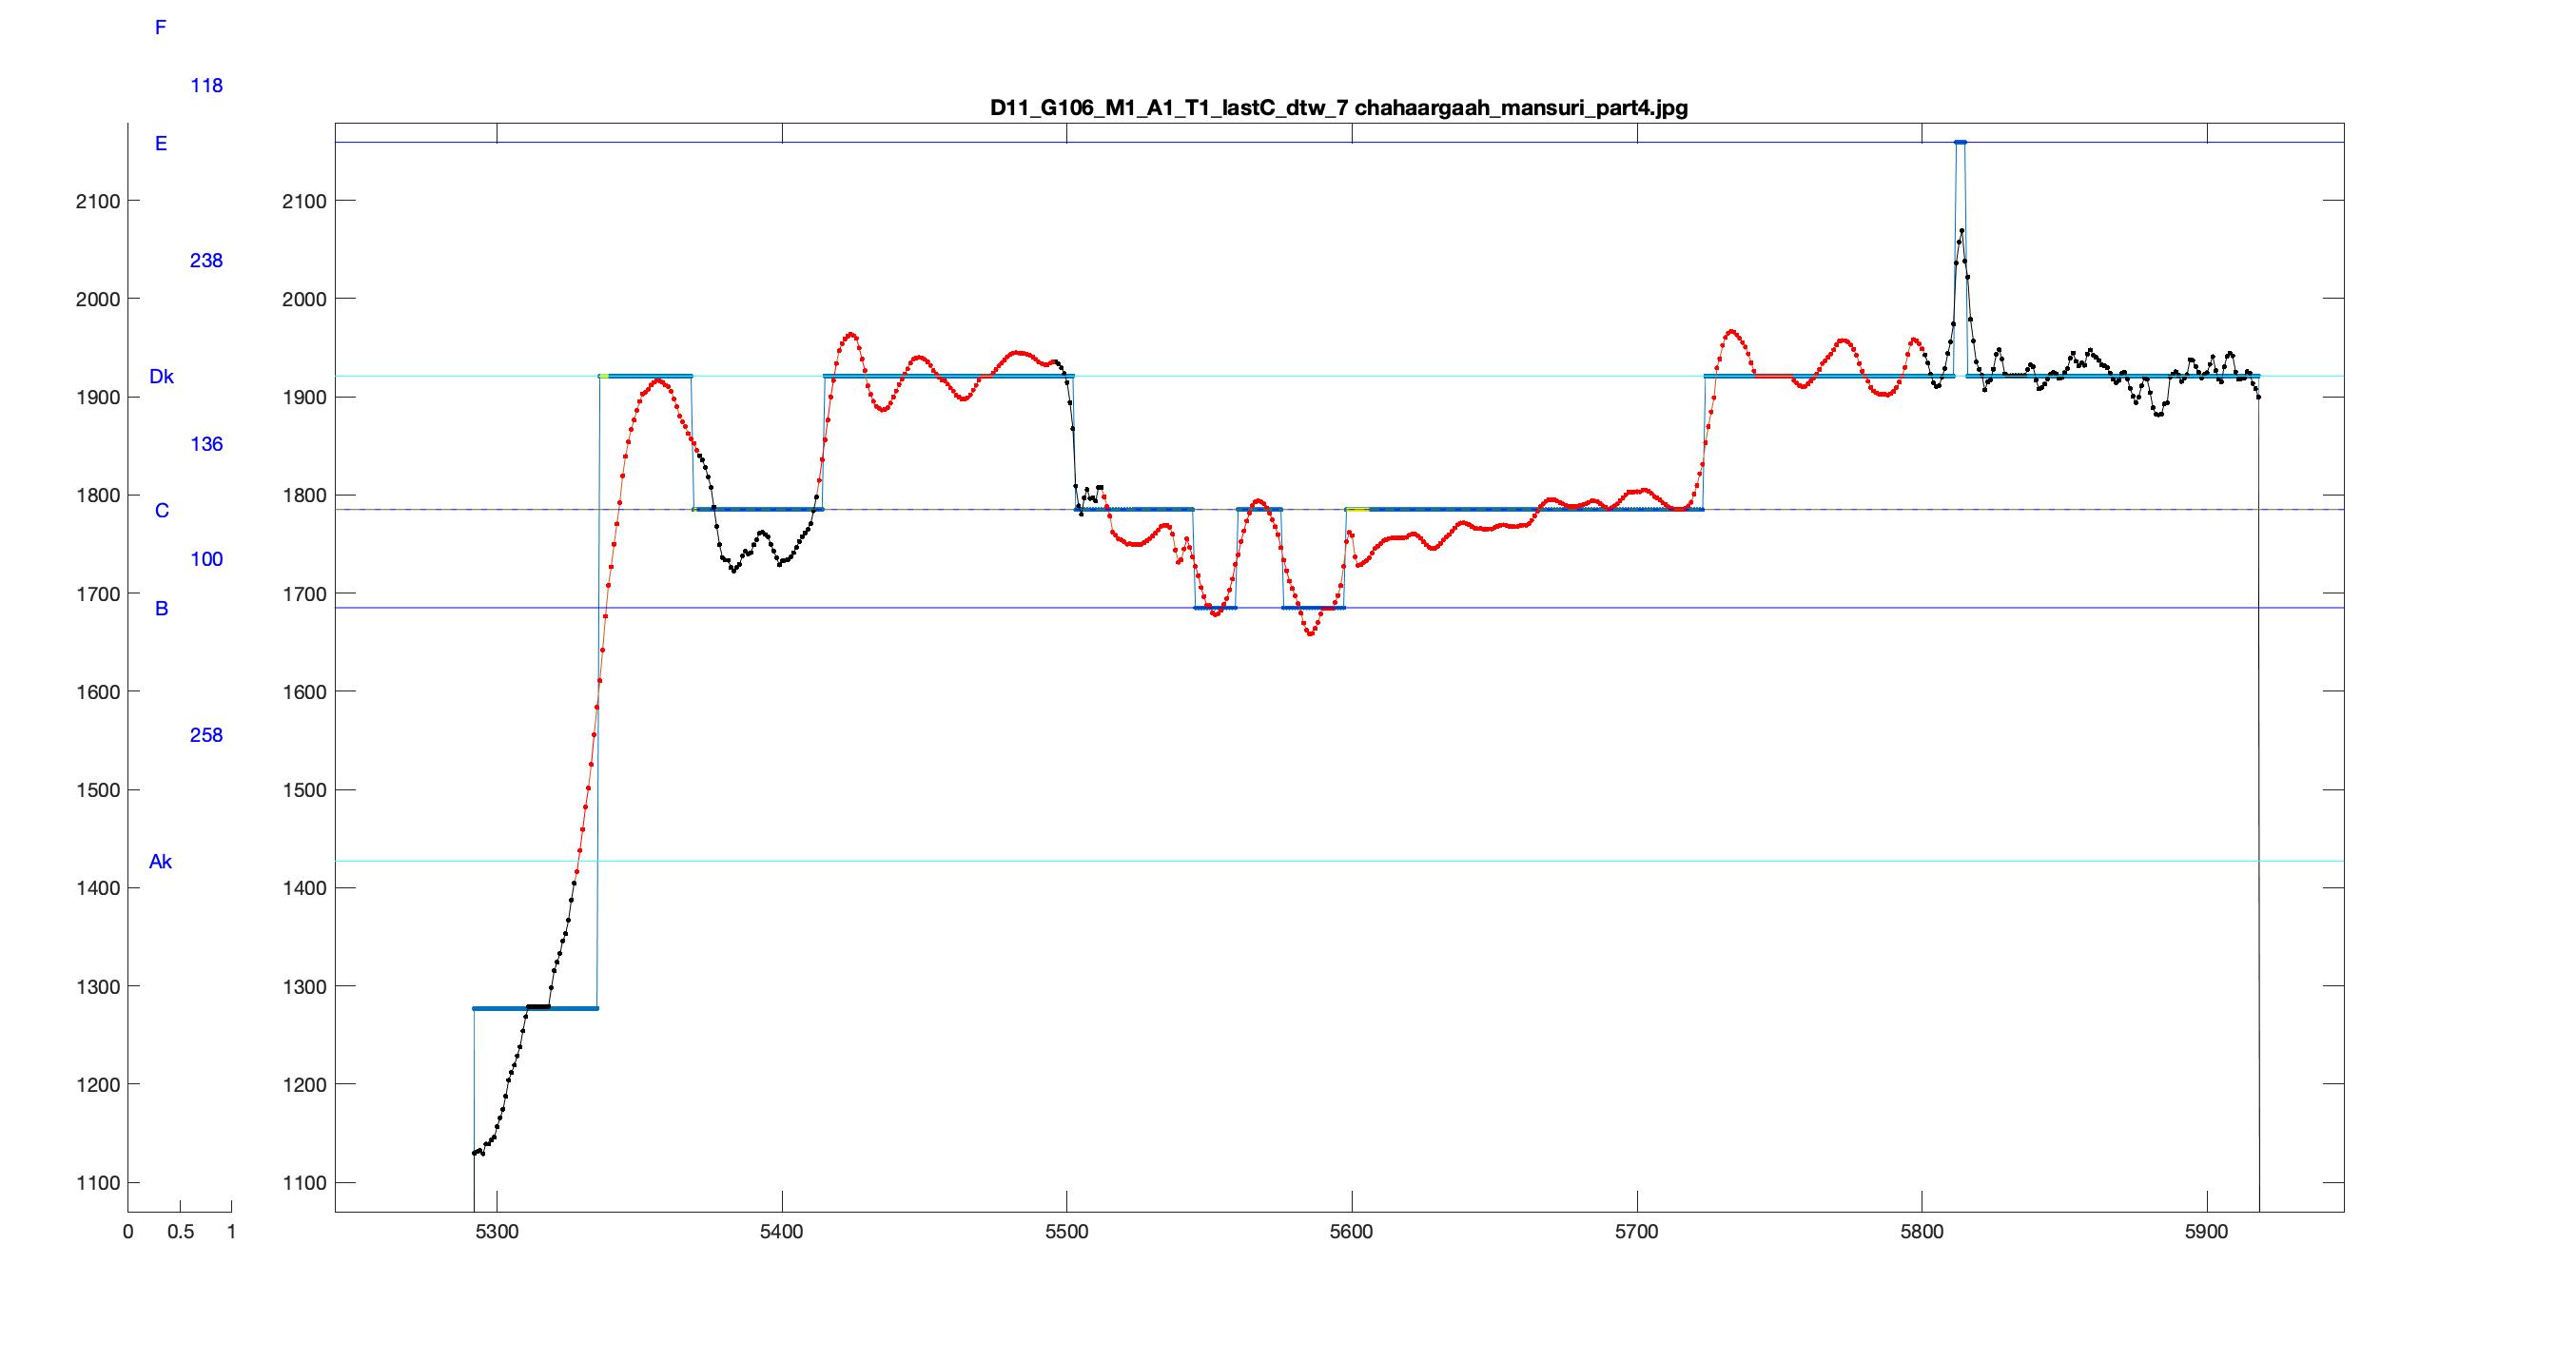 F
118
D11_G106_M1_A1_T1_lastC_dtw_7 chahaargaah_mansuri_part4.jpg
E
2100 2100
238
2000 2000
Dk
1900 1900
136
1800 1800
C
100
1700 1700
B
1600 1600
258
1500 1500
Ak
1400 1400
1300 1300
1200 1200
1100 1100
0 0.5 1 5300 5400 5500 5600 5700 5800 5900